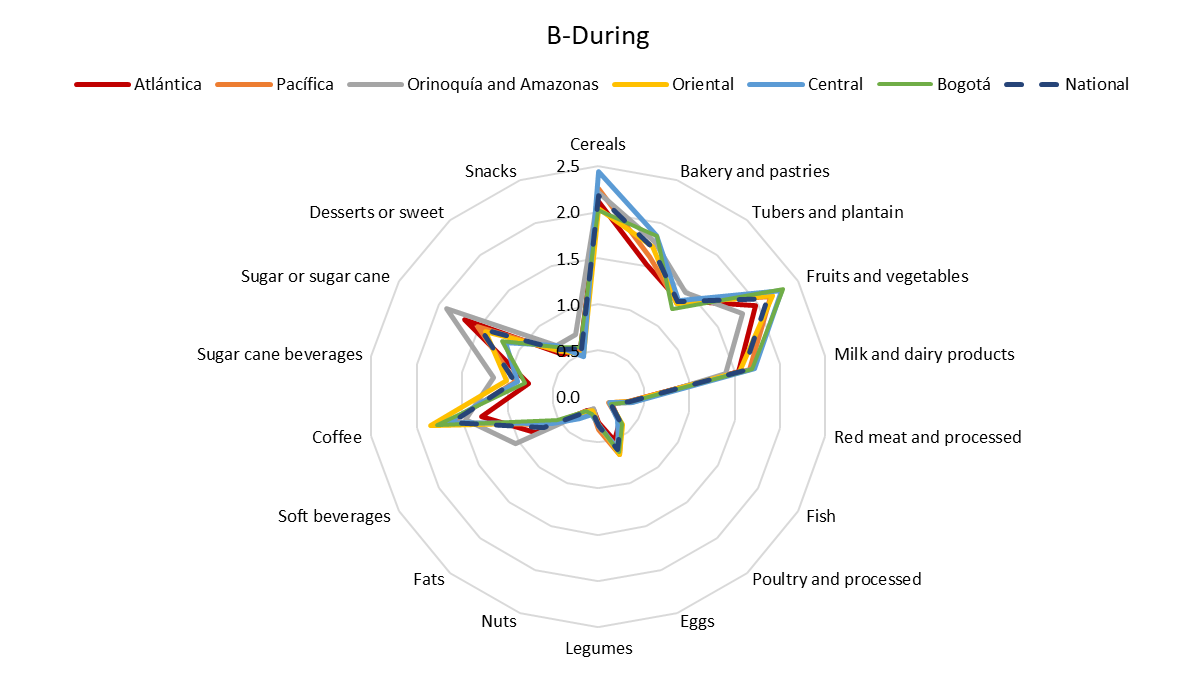 B-During
Atlántica Pacífica Orinoquía and Amazonas Oriental Central Bogotá National
Cereals
2.5
Snacks
Bakery and pastries
2.0
Desserts or sweet
Tubers and plantain
1.5
Sugar or sugar cane
Fruits and vegetables
1.0
Sugar cane beverages
0.5
Milk and dairy products
0.0
Coffee
Red meat and processed
Soft beverages
Fish
Fats
Poultry and processed
Nuts
Eggs
Legumes